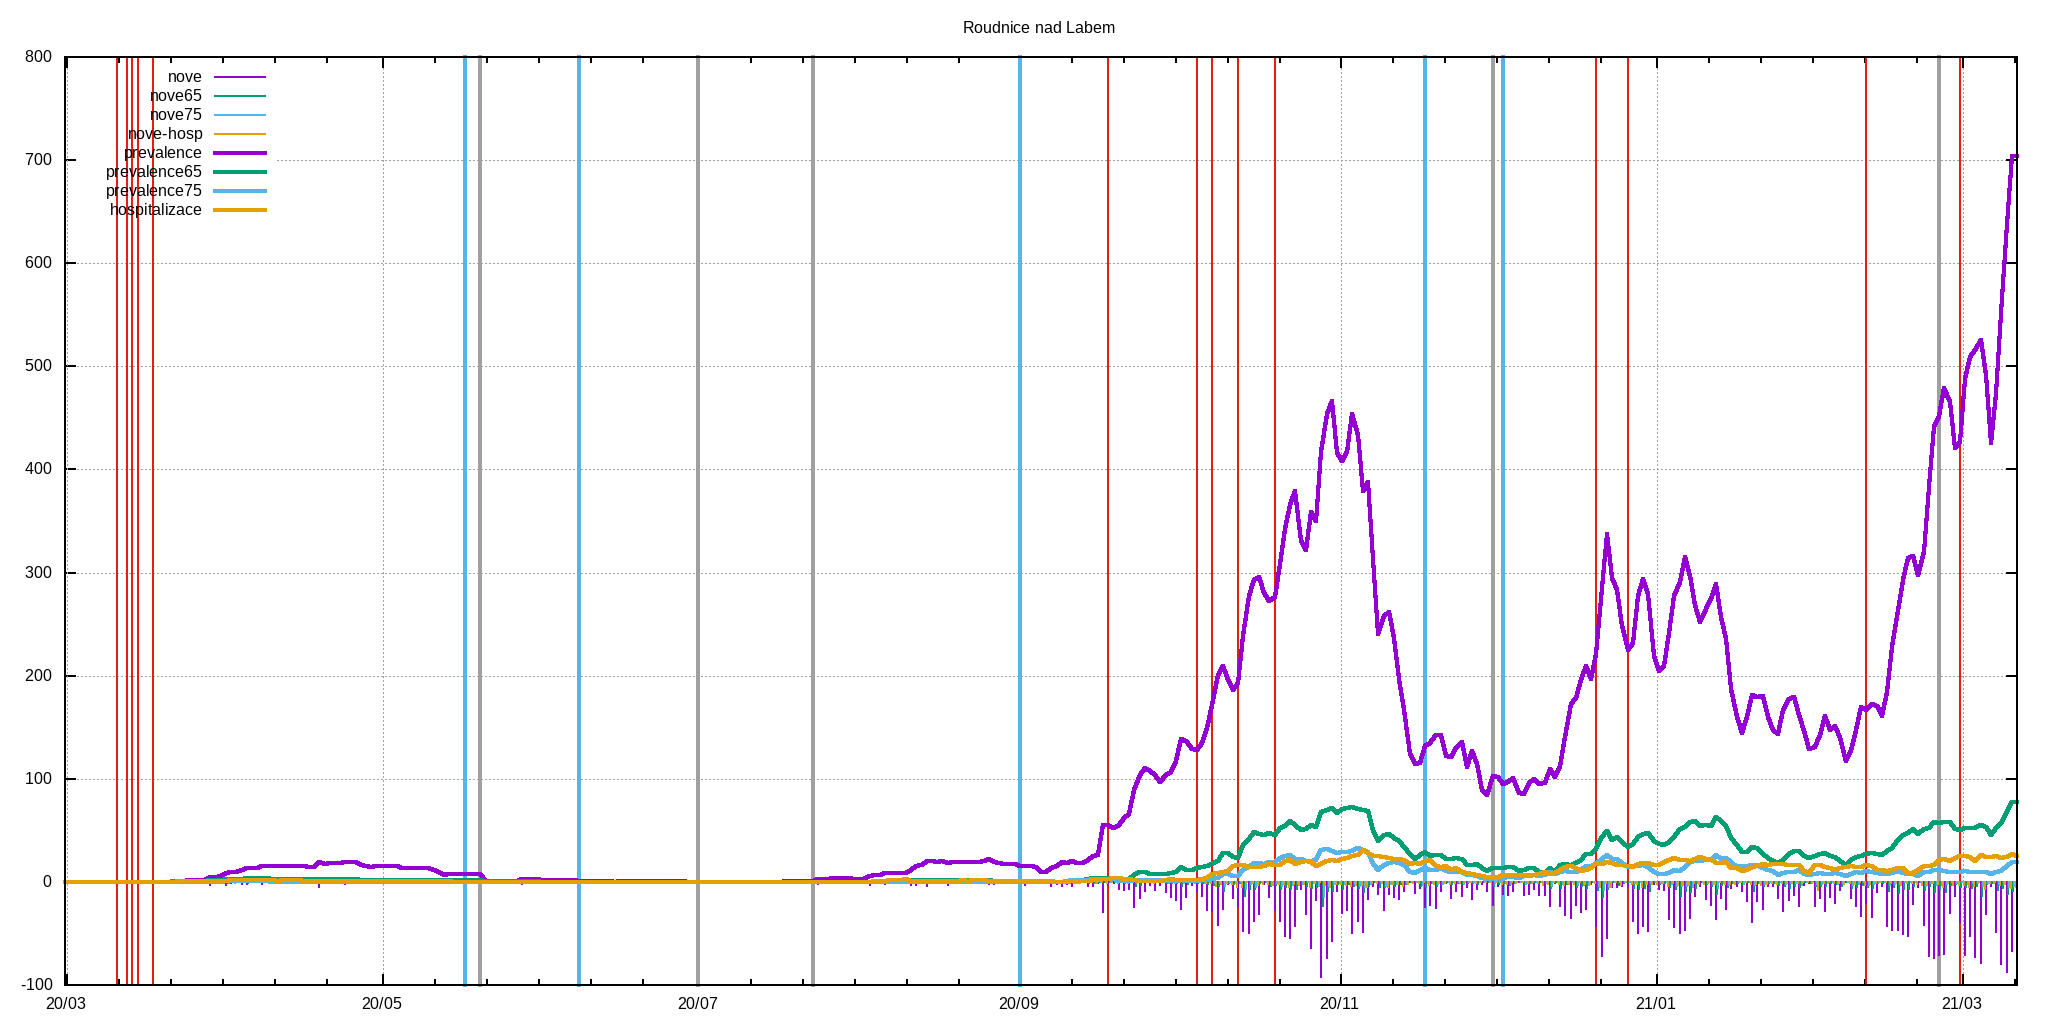 Roudnice nad Labem
800
700
600
500
400
300
200
100
0
-100
nove
nove65
nove75
nove-hosp
prevalence
prevalence65
prevalence75
hospitalizace
20/03 20/05 20/07 20/09 20/11 21/01 21/03